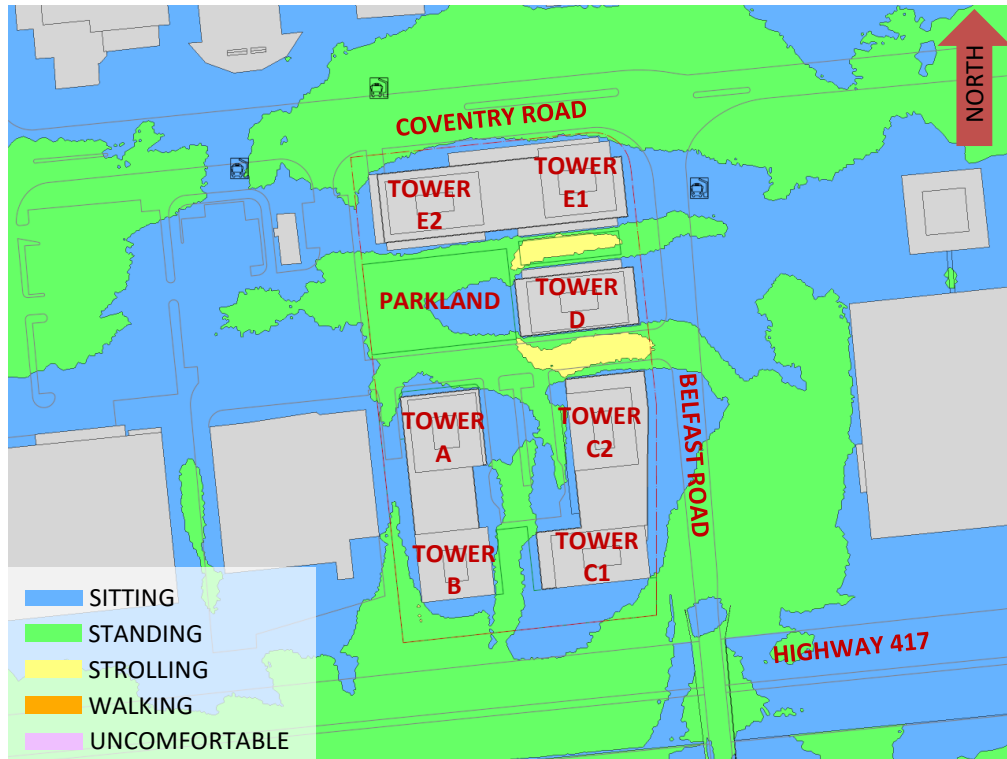 NORTH
COVENTRY ROAD
TOWER
E1
TOWER
E2
PARKLAND
TOWER
D
TOWER
A
TOWER
C2
BELFAST ROAD
TOWER
B
TOWER
C1
HIGHWAY 417
SITTING
STANDING
STROLLING
WALKING
UNCOMFORTABLE